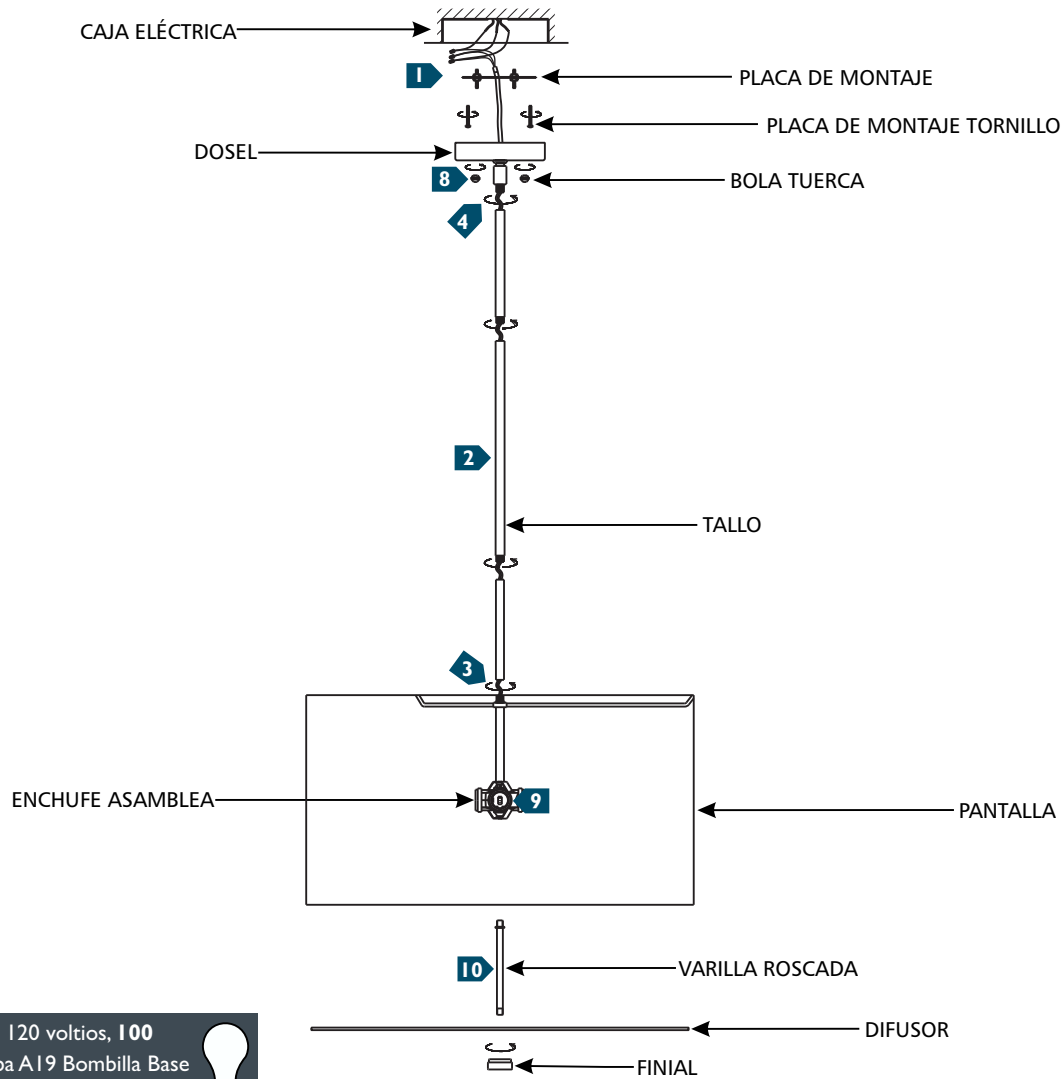 CAJA ELÉCTRICA
1
PLACA DE MONTAJE
PLACA DE MONTAJE TORNILLO
DOSEL
8
BOLA TUERCA
4
2
TALLO
3
ENCHUFE ASAMBLEA
9
PANTALLA
10
VARILLA ROSCADA
120 voltios, 100
A19 Bombilla Base
DIFUSOR
FINIAL